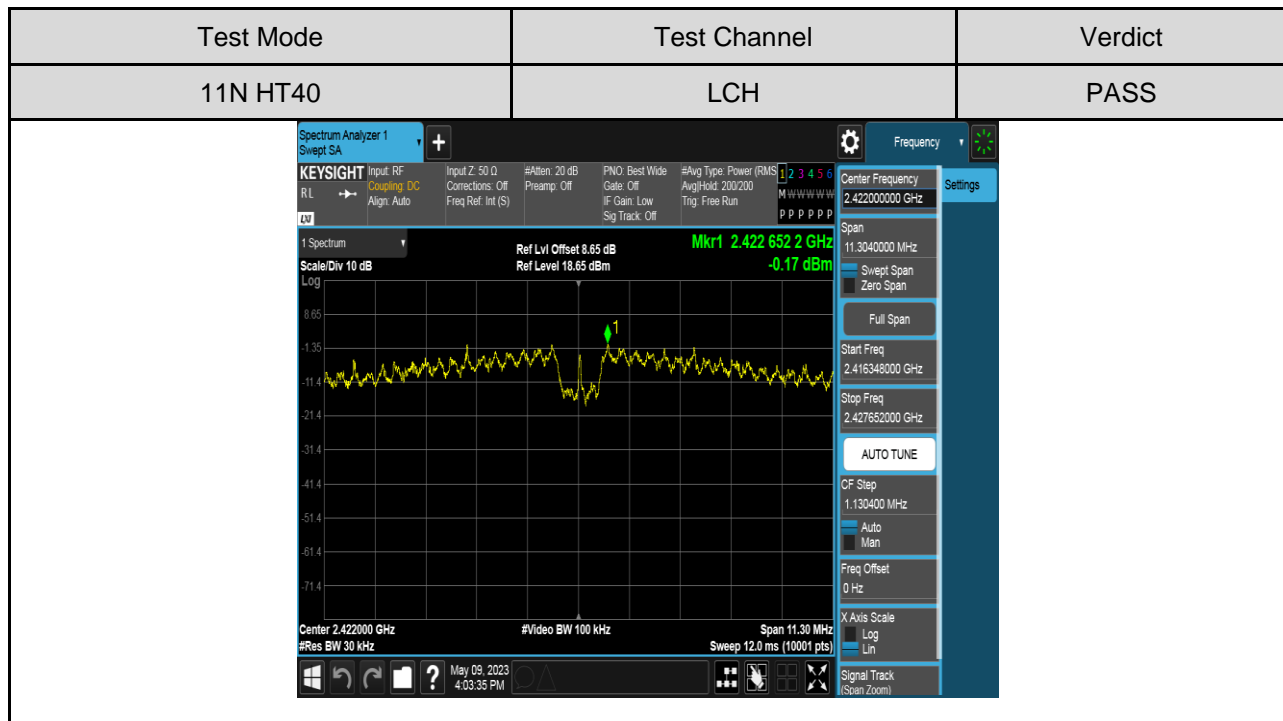 Test Mode Test Channel Verdict
11N HT40 LCH PASS
Spectrum Analyzer 1
Swept SA
+
Frequency
KEYSIGHT
R L
LXI
Input: RF
Coupling: DC
Align: Auto
Input Z: 50 Ω
Corrections: Off
Freq Ref: Int (S)
#Atten: 20 dB
Preamp: Off
PNO: Best Wide
Gate: Off
IF Gain: Low
Sig Track: Off
#Avg Type: Power (RMS
Avg|Hold: 200/200
Trig: Free Run
1 2 3 4 5 6
M W W W W W
P P P P P P
1 Spectrum
Scale/Div 10 dB
Log
Ref Lvl Offset 8.65 dB
Ref Level 18.65 dBm
Mkr1 2.422 652 2 GHz
-0.17 dBm
1
8.65
-1.35
-11.4
-21.4
-31.4
-41.4
-51.4
-61.4
-71.4
Center 2.422000 GHz
#Res BW 30 kHz
#Video BW 100 kHz
Span 11.30 MHz
Sweep 12.0 ms (10001 pts)
?
May 09, 2023
4:03:35 PM
Center Frequency
2.422000000 GHz
Span
11.3040000 MHz
Swept Span
Zero Span
Full Span
Start Freq
2.416348000 GHz
Stop Freq
2.427652000 GHz
AUTO TUNE
CF Step
1.130400 MHz
Auto
Man
Freq Offset
0 Hz
X Axis Scale
Log
Lin
Signal Track
(Span Zoom)
Settings